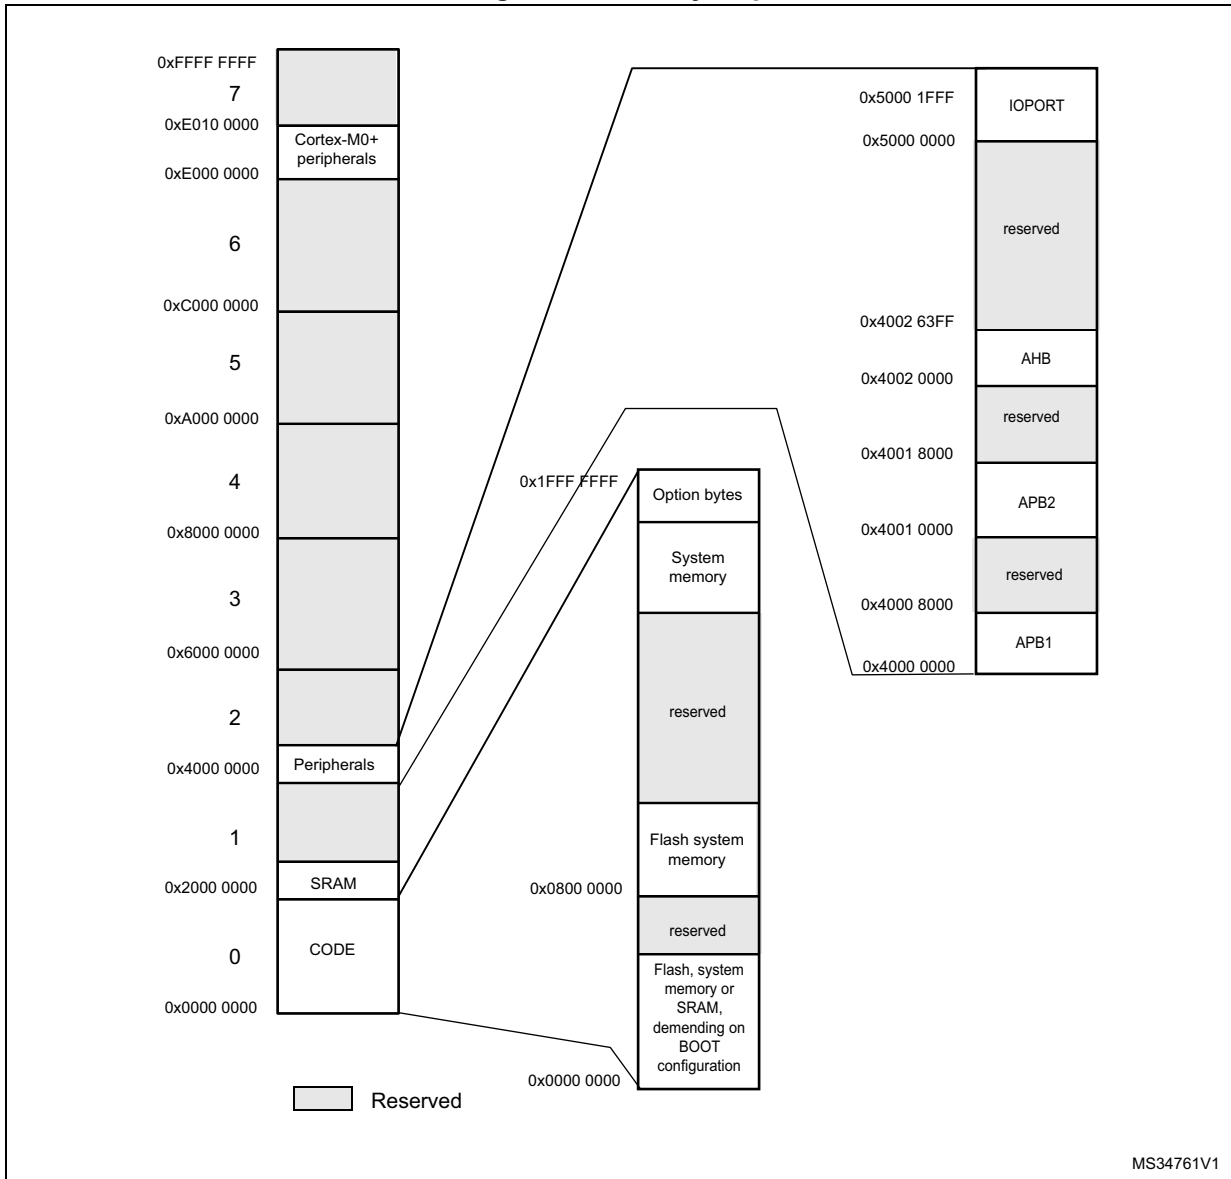 0xFFFF FFFF
7
0xE010 0000
Cortex-M0+
peripherals
0xE000 0000
6
0xC000 0000
5
0xA000 0000
4
0x8000 0000
3
0x6000 0000
2
0x4000 0000
Peripherals
1
0x2000 0000
SRAM
0
CODE
0x0000 0000
Reserved
0x1FFF FFFF
Option bytes
System
memory
reserved
Flash system
memory
0x0800 0000
reserved
Flash, system
memory or
SRAM,
demending on
BOOT
configuration
0x0000 0000
0x5000 1FFF
IOPORT
0x5000 0000
reserved
0x4002 63FF
AHB
0x4002 0000
reserved
0x4001 8000
APB2
0x4001 0000
reserved
0x4000 8000
APB1
0x4000 0000
MS34761V1